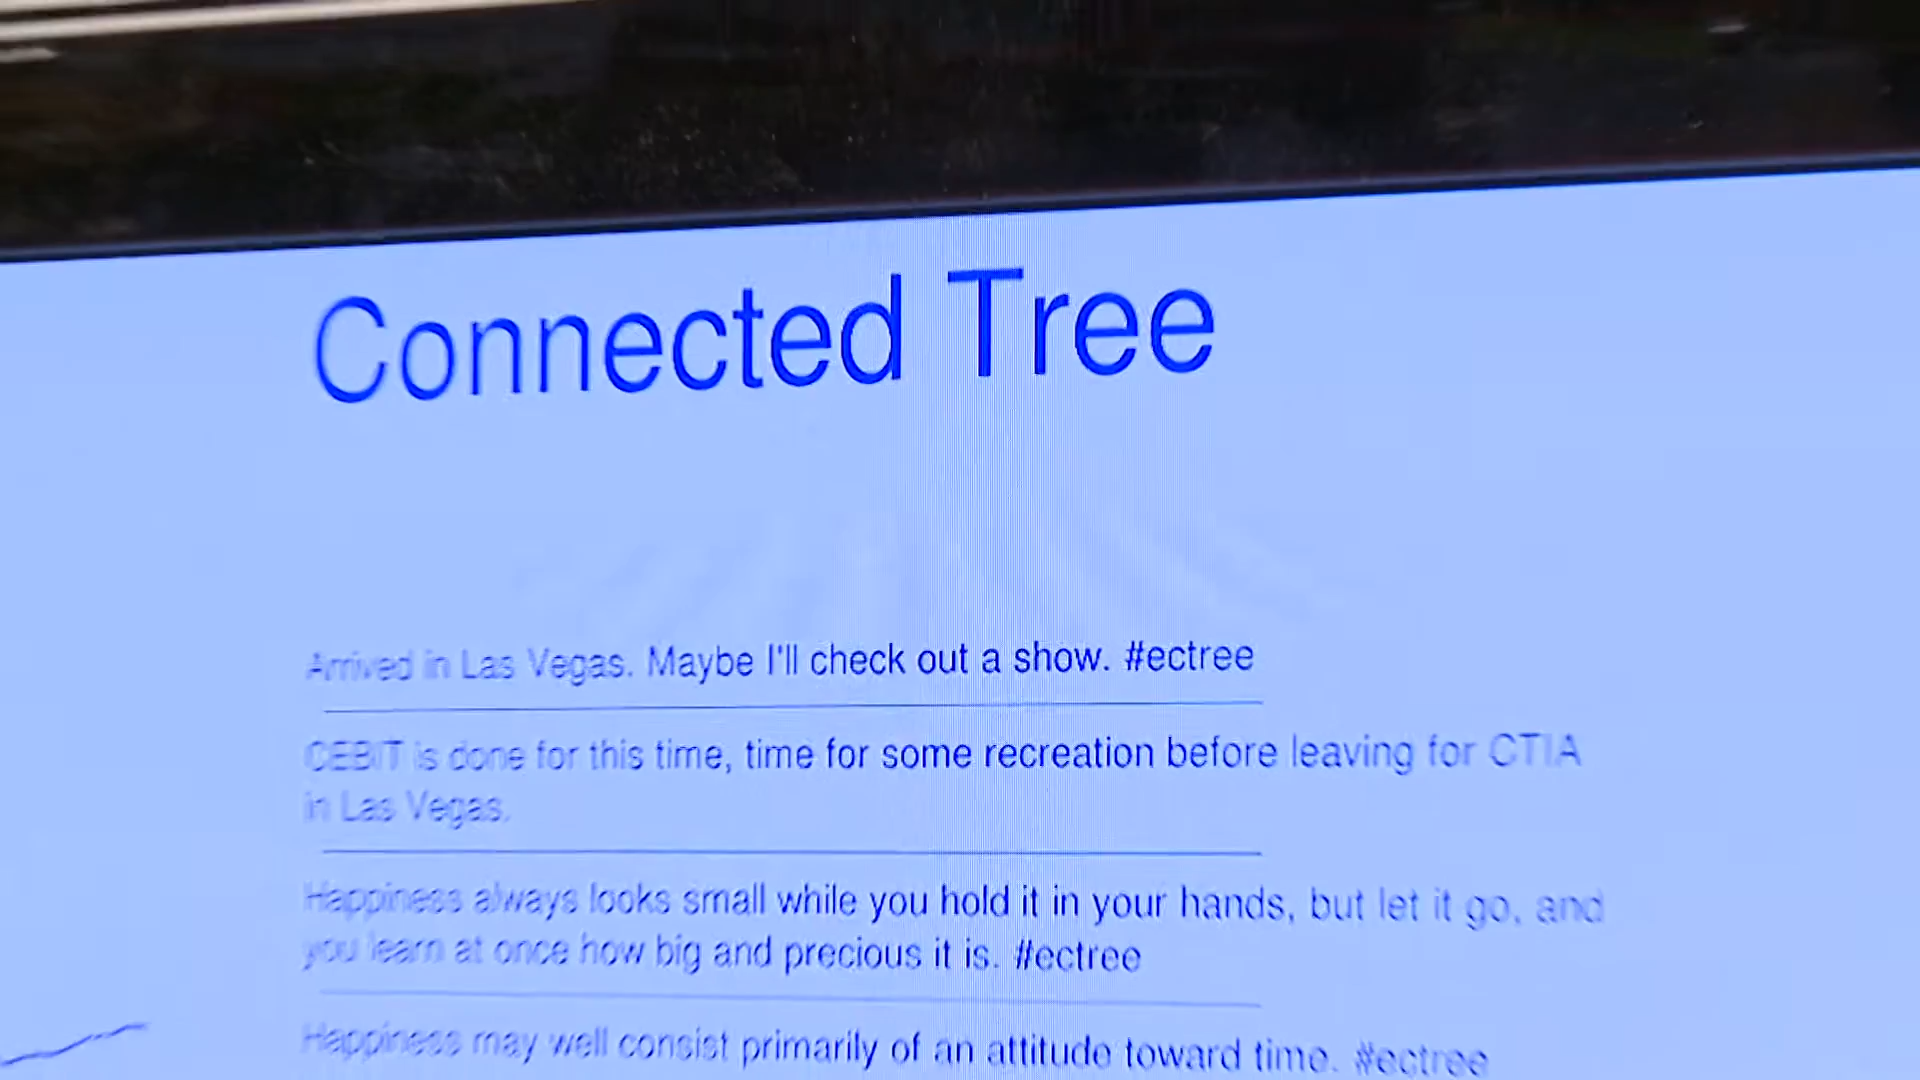 Connected Tree
Arrived in Las Vegas. Maybe I'll check out a show. #ectree
CEBIT is done for this time, time for some recreation before leaving for CTIA
in Las Vegas.
Happiness always looks small while you hold it in your hands, but let it go, and
you learn at once how big and precious it is. #ectree
Happiness may well consist primarily of an attitude toward time. #ectree